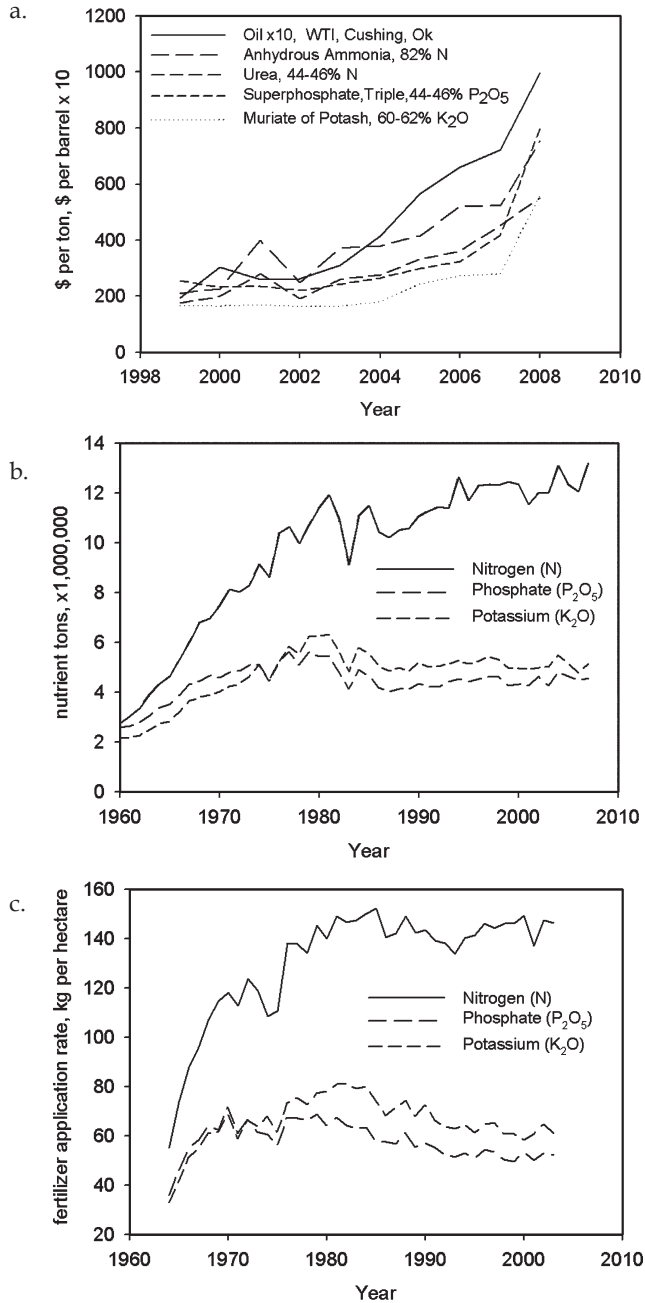 a.
1200
1000
800
600
400
200
0
$ per ton, $ per barrel x 10
Oil x10, WTI, Cushing, Ok
Anhydrous Ammonia, 82% N
Urea, 44-46% N
Superphosphate,Triple,44-46% P2O5
Muriate of Potash, 60-62% K2O
1998 2000 2002 2004 2006 2008 2010
Year
b.
14
12
10
8
6
4
2
0
nutrient tons, x1,000,000
Nitrogen (N)
Phosphate (P2O5)
Potassium (K2O)
1960 1970 1980 1990 2000 2010
Year
c.
160
140
120
100
80
60
40
20
fertilizer application rate, kg per hectare
Nitrogen (N)
Phosphate (P2O5)
Potassium (K2O)
1960 1970 1980 1990 2000 2010
Year